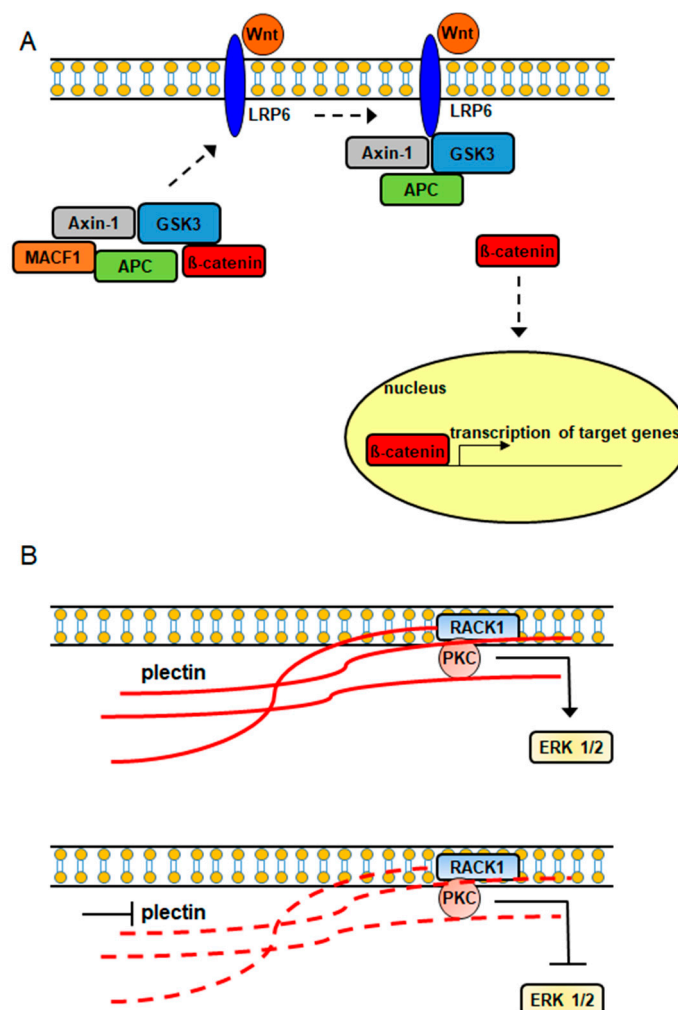 A
Wnt
Wnt
LRP6
LRP6
Axin-1
GSK3
APC
Axin-1
GSK3
MACF1
APC
ß-catenin
ß-catenin
nucleus
transcription of target genes
ß-catenin
B
RACK1
plectin
PKC
ERK 1/2
RACK1
plectin
PKC
ERK 1/2